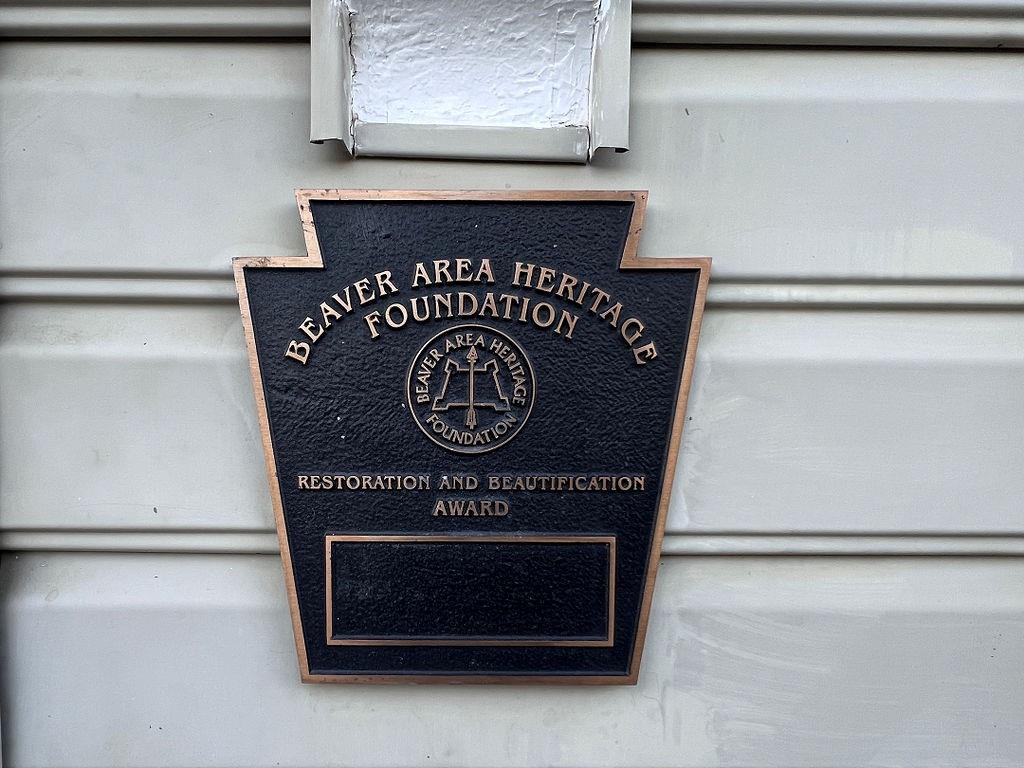 BEAVER AREA HERITAGE
FOUNDATION
BEAVER AREA HERITAGE
FOUNDATION
RESTORATION AND BEAUTIFICATION
AWARD